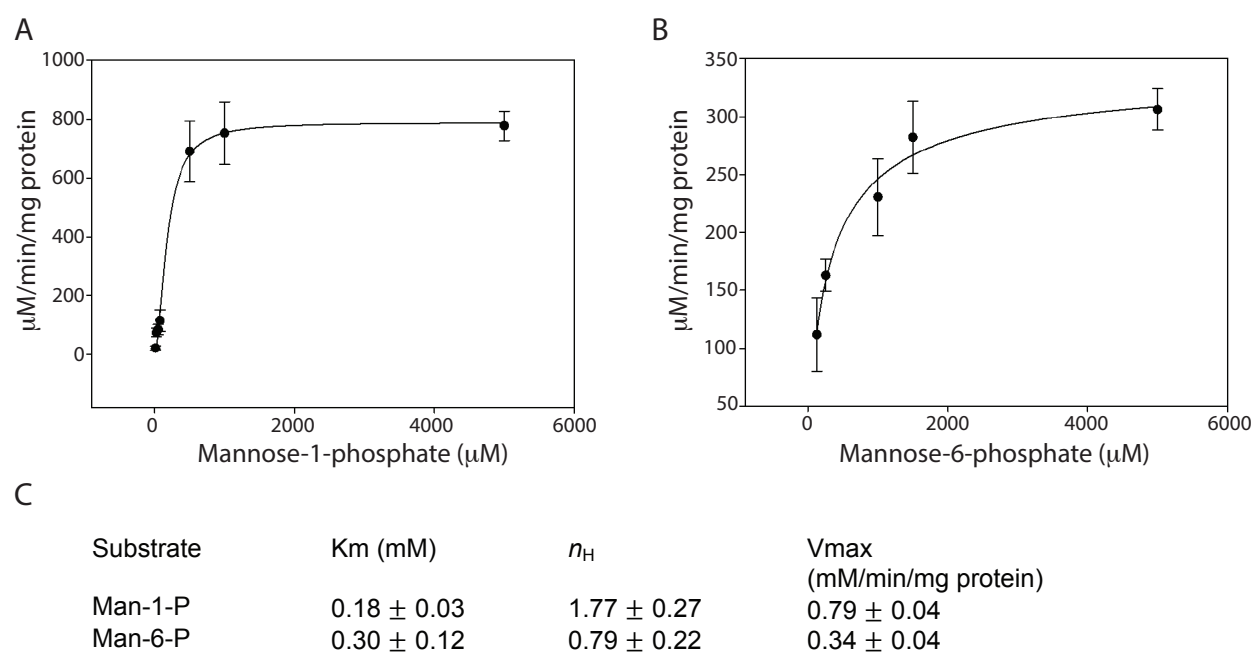 A
1000
800
600
400
200
0
μM/min/mg protein
0 2000 4000 6000
Mannose-1-phosphate (μM)
B
350
300
250
200
150
100
50
μM/min/mg protein
0 2000 4000 6000
Mannose-6-phosphate (μM)
C
Substrate Km (mM) nH Vmax
(mM/min/mg protein)
Man-1-P 0.18 ± 0.03 1.77 ± 0.27 0.79 ± 0.04
Man-6-P 0.30 ± 0.12 0.79 ± 0.22 0.34 ± 0.04